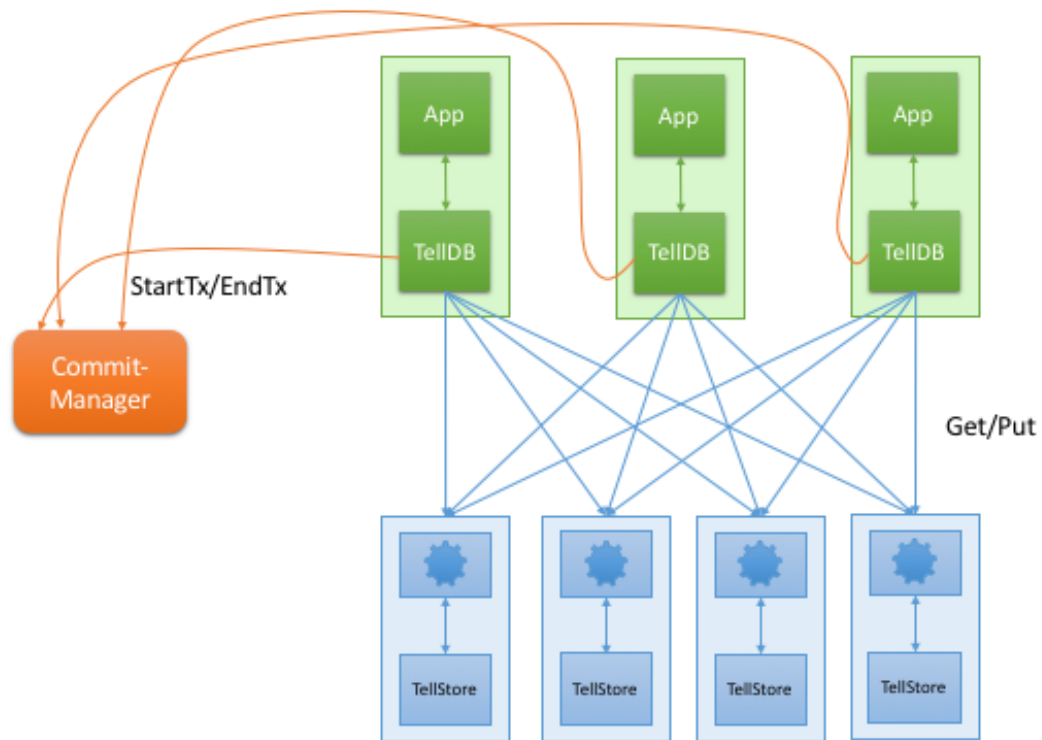 App
App
App
TellDB
TellDB
TellDB
StartTx/EndTx
Commit-
Manager
Get/Put
TellStore
TellStore
TellStore
TellStore